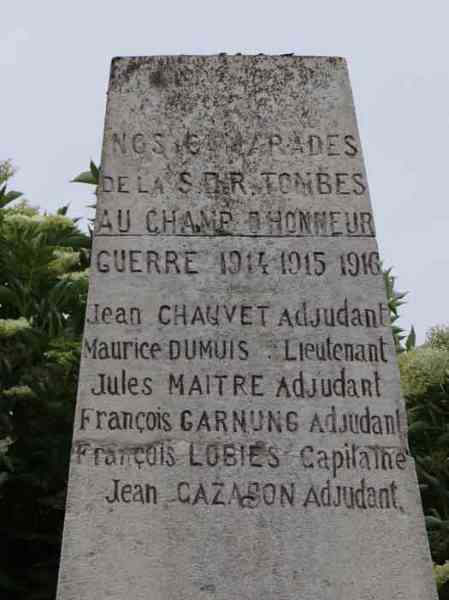 NOS CAMARADES
DE LA S.D.R. TOMBES
AU CHAMP D'HONNEUR
GUERRE 1914 1915 1916
Jean CHAUVET Adjudant
Maurice DUMUIS . Lieutenant
Jules MAITRE Adjudant
François GARNUNG Adjudant
François LOBIES Capitaine
Jean CAZABON Adjudant.